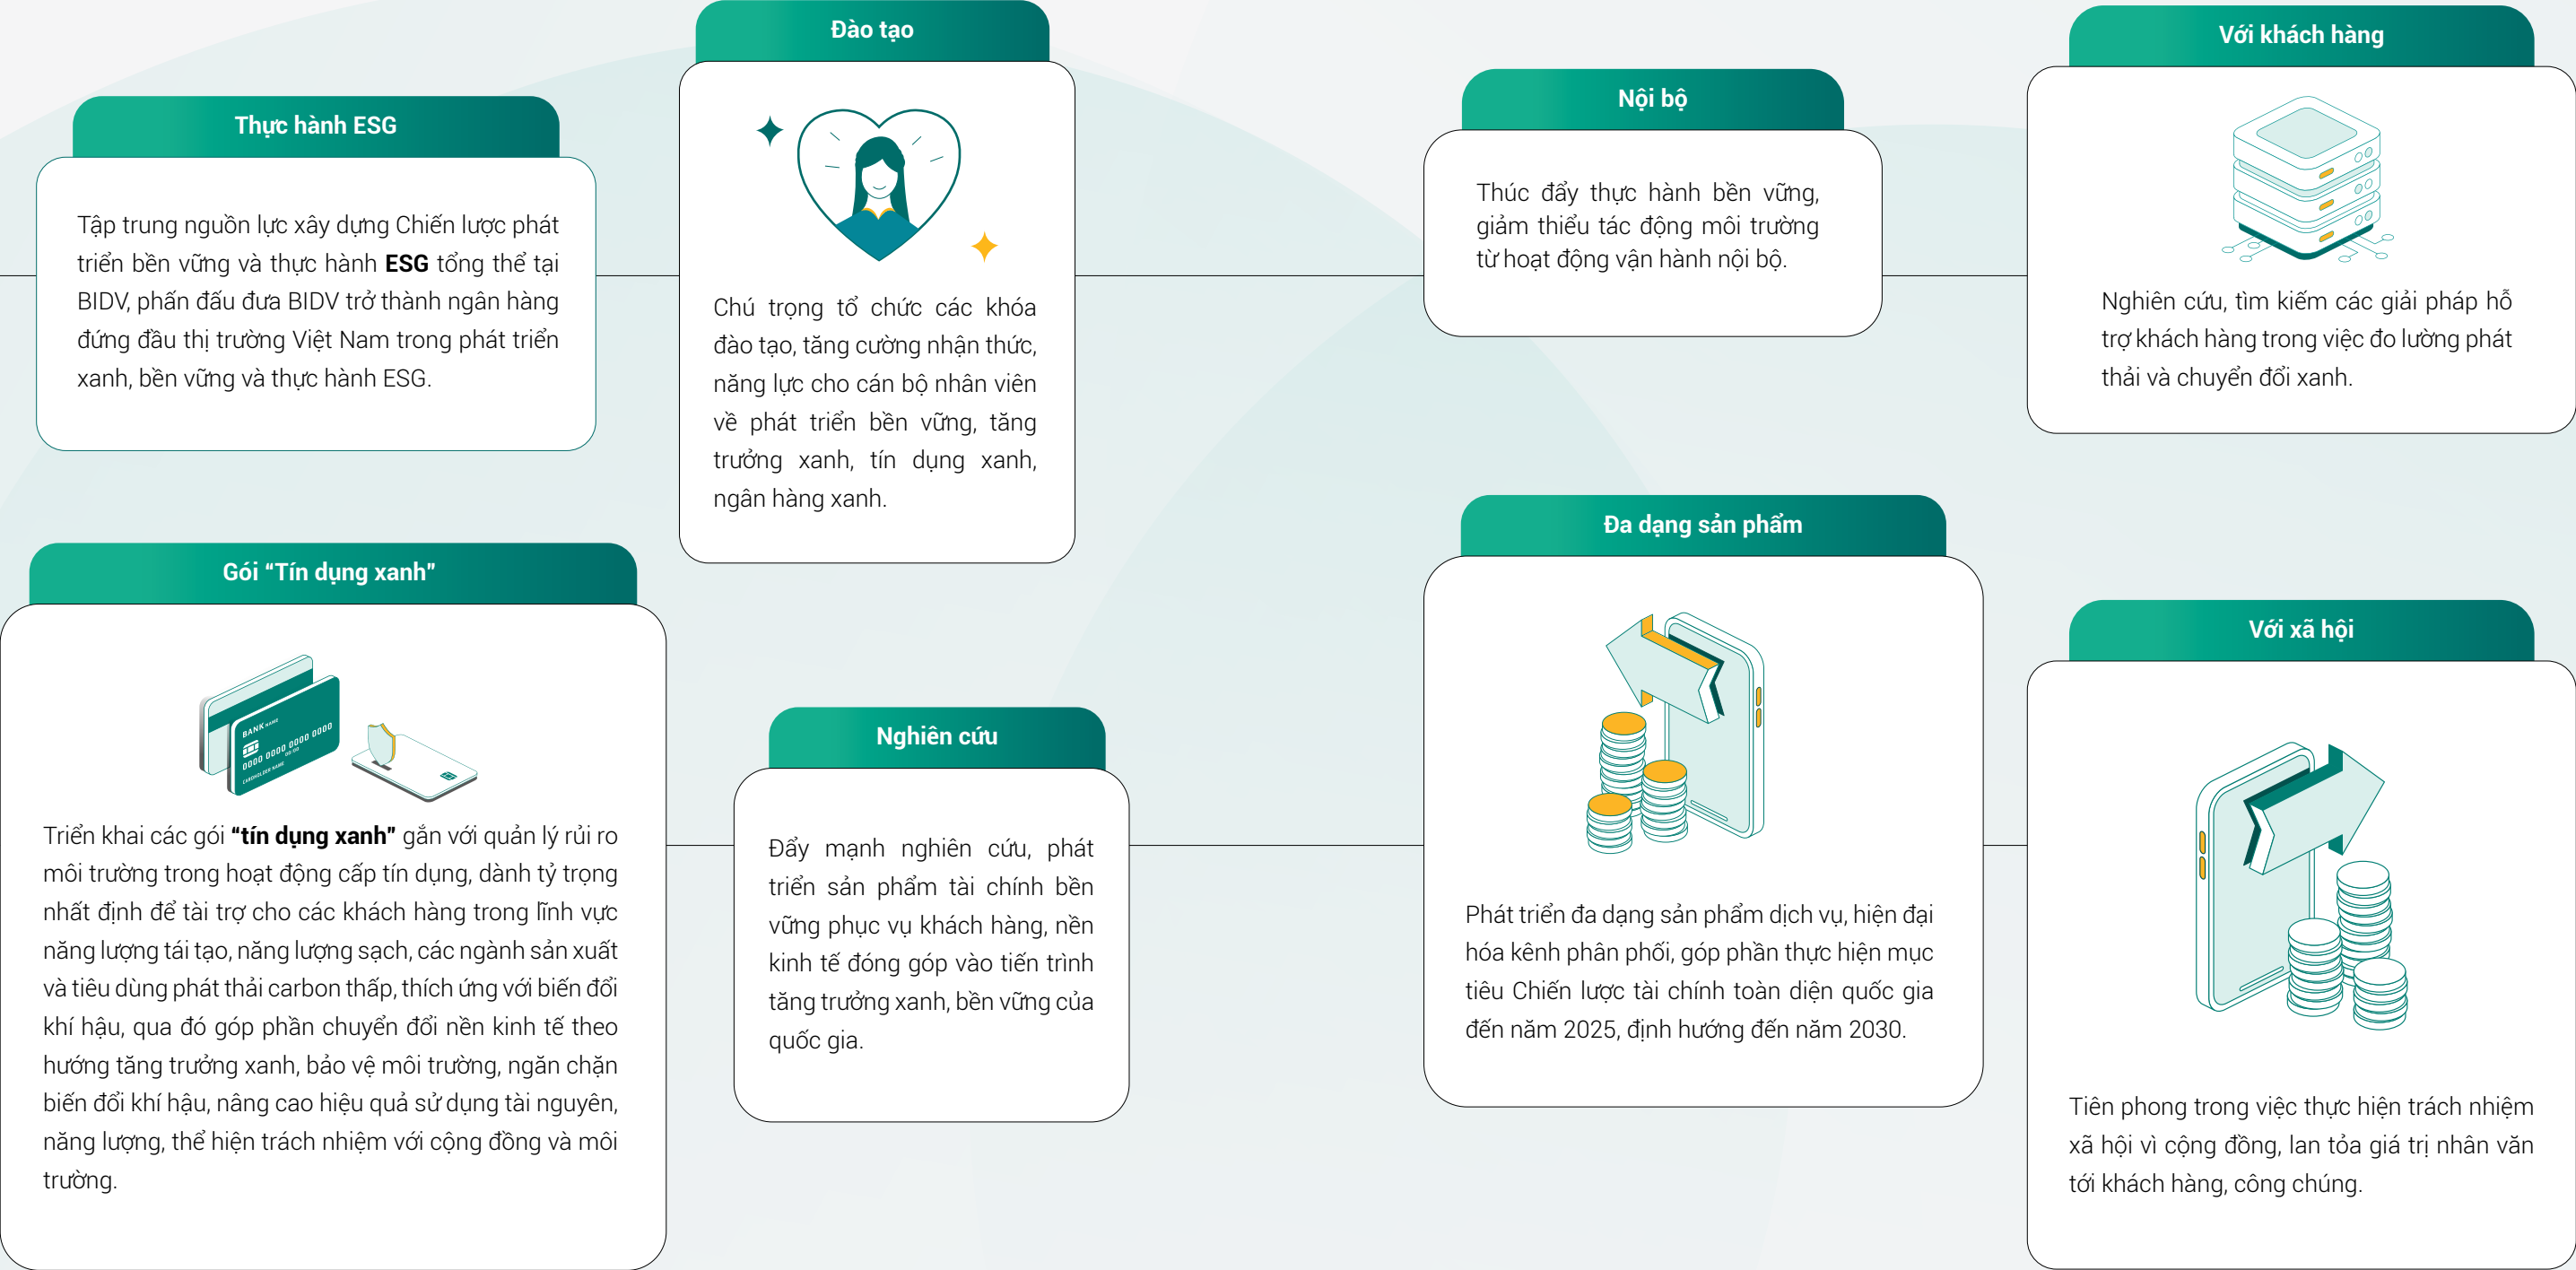 Thực hành ESG
Tập trung nguồn lực xây dựng Chiến lược phát
triển bền vững và thực hành ESG tổng thể tại
BIDV, phấn đấu đưa BIDV trở thành ngân hàng
đứng đầu thị trường Việt Nam trong phát triển
xanh, bền vững và thực hành ESG.
Đào tạo
Chú trọng tổ chức các khóa
đào tạo, tăng cường nhận thức,
năng lực cho cán bộ nhân viên
về phát triển bền vững, tăng
trưởng xanh, tín dụng xanh,
ngân hàng xanh.
Nội bộ
Thúc đẩy thực hành bền vững,
giảm thiểu tác động môi trường
từ hoạt động vận hành nội bộ.
Với khách hàng
Nghiên cứu, tìm kiếm các giải pháp hỗ
trợ khách hàng trong việc đo lường phát
thải và chuyển đổi xanh.
Gói “Tín dụng xanh”
BANK NAME
0000 0000 0000 0000
00/00
CARDHOLDER NAME
Triển khai các gói “tín dụng xanh” gắn với quản lý rủi ro
môi trường trong hoạt động cấp tín dụng, dành tỷ trọng
nhất định để tài trợ cho các khách hàng trong lĩnh vực
năng lượng tái tạo, năng lượng sạch, các ngành sản xuất
và tiêu dùng phát thải carbon thấp, thích ứng với biến đổi
khí hậu, qua đó góp phần chuyển đổi nền kinh tế theo
hướng tăng trưởng xanh, bảo vệ môi trường, ngăn chặn
biến đổi khí hậu, nâng cao hiệu quả sử dụng tài nguyên,
năng lượng, thể hiện trách nhiệm với cộng đồng và môi
trường.
Nghiên cứu
Đẩy mạnh nghiên cứu, phát
triển sản phẩm tài chính bền
vững phục vụ khách hàng, nền
kinh tế đóng góp vào tiến trình
tăng trưởng xanh, bền vững của
quốc gia.
Đa dạng sản phẩm
Phát triển đa dạng sản phẩm dịch vụ, hiện đại
hóa kênh phân phối, góp phần thực hiện mục
tiêu Chiến lược tài chính toàn diện quốc gia
đến năm 2025, định hướng đến năm 2030.
Với xã hội
Tiên phong trong việc thực hiện trách nhiệm
xã hội vì cộng đồng, lan tỏa giá trị nhân văn
tới khách hàng, công chúng.